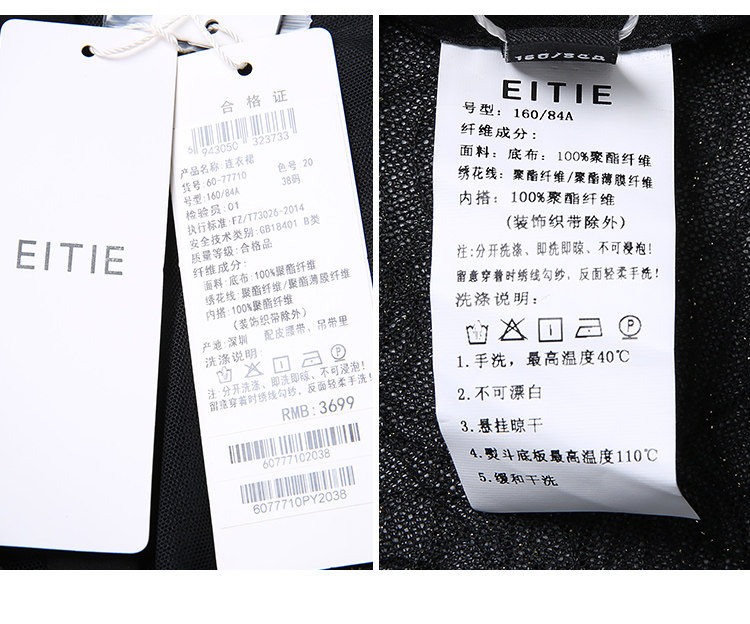 EITIE
合格证
5 943050 323733
产品名称:连衣裙 色号:20
货号:60-77710 38码
号型:160/84A
检验员:01
执行标准:FZ/T73026-2014
安全技术类别:GB18401 B类
质量等级:合格品
纤维成分:
面料:底布:100%聚酯纤维
绣花线:聚酯纤维/聚酯薄膜纤维
内搭:100%聚酯纤维
(装饰织带除外)
产地:深圳 配皮腰带、吊带里
洗涤说明:
注:分开洗涤、即洗即晾、不可浸泡!
留意穿着时绣线勾纱,反面轻柔手洗!
RMB:3699
60777102038
6077710PY2038
160/84A
EITIE
号型:160/84A
纤维成分:
面料:底布:100%聚酯纤维
绣花线:聚酯纤维/聚酯薄膜纤维
内搭:100%聚酯纤维
(装饰织带除外)
注:分开洗涤、即洗即晾、不可浸泡!
留意穿着时绣线勾纱,反面轻柔手洗!
洗涤说明:
P
1.手洗,最高温度40℃
2.不可漂白
3.悬挂晾干
4.熨斗底板最高温度110℃
5.缓和干洗